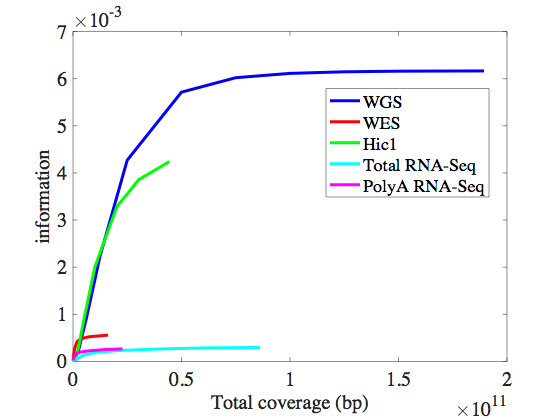 ×10⁻³
7
6
5
4
3
2
1
0
information
WGS
WES
Hic1
Total RNA-Seq
PolyA RNA-Seq
0
0.5
1
1.5
2
Total coverage (bp)
×10¹¹